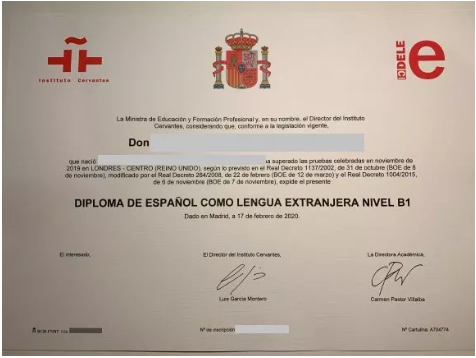 Instituto Cervantes
DELE
La Ministra de Educación y Formación Profesional y, en su nombre, el Director del Instituto
Cervantes, considerando que, conforme a la legislación vigente,
Don
que nació
ha superado las pruebas celebradas en noviembre de
2019 en LONDRES - CENTRO (REINO UNIDO), según lo previsto en el Real Decreto 1137/2002, de 31 de octubre (BOE de 8
de noviembre), modificado por el Real Decreto 264/2008, de 22 de febrero (BOE de 12 de marzo) y el Real Decreto 1004/2015,
de 6 de noviembre (BOE de 7 de noviembre), expide el presente
DIPLOMA DE ESPAÑOL COMO LENGUA EXTRANJERA NIVEL B1
Dado en Madrid, a 17 de febrero de 2020.
El interesado,
El Director del Instituto Cervantes,
La Directora Académica,
Luis García Montero
Carmen Pastor Villalba
Nº de inscripción
Nº Cartulina: